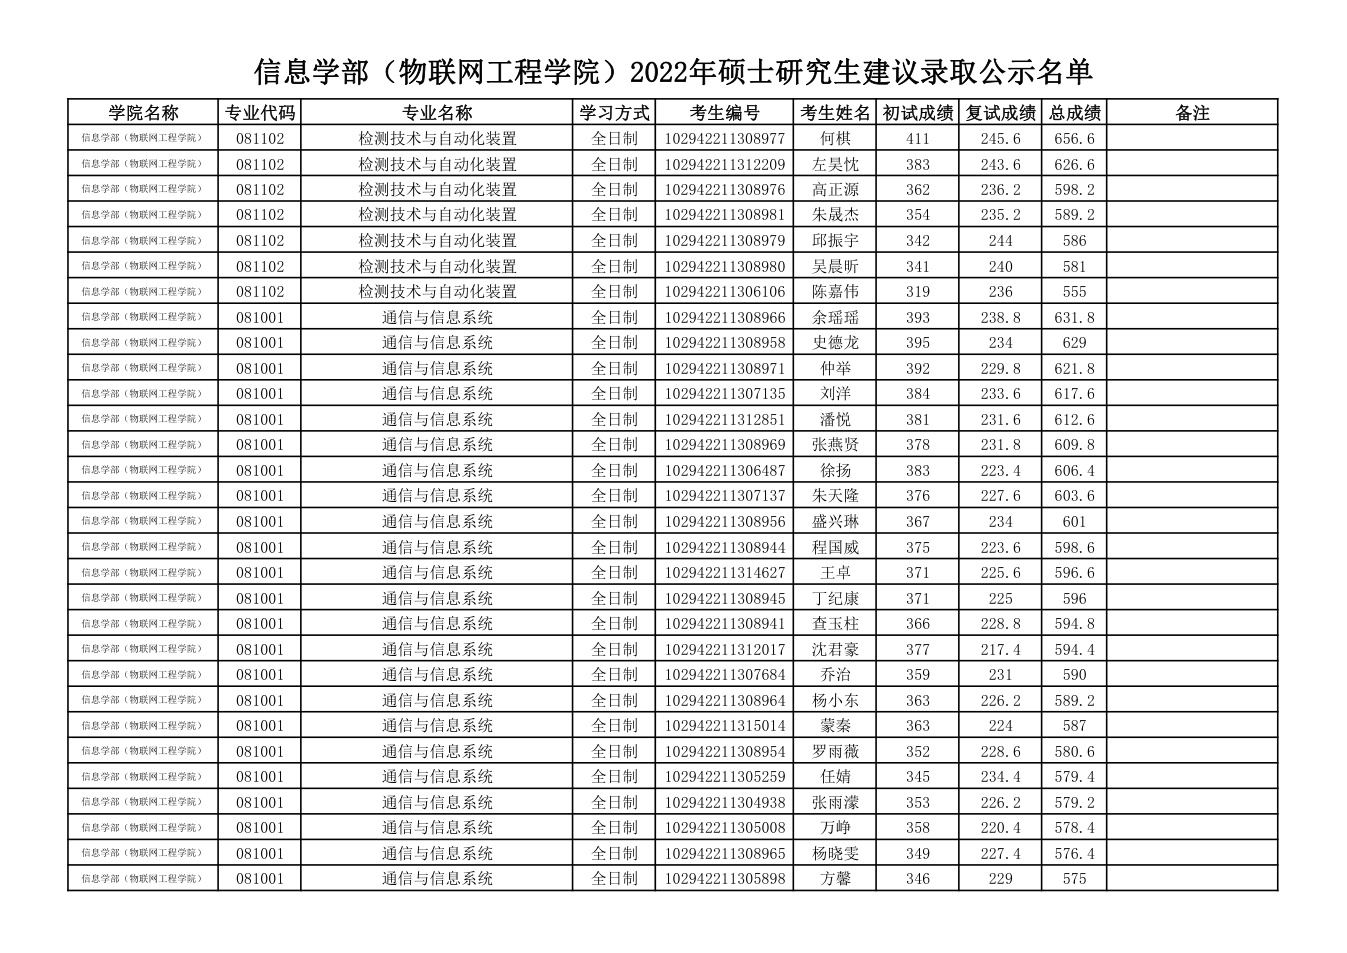 信息学部（物联网工程学院）2022年硕士研究生建议录取公示名单
学院名称 专业代码 专业名称 学习方式 考生编号 考生姓名 初试成绩 复试成绩 总成绩 备注
信息学部（物联网工程学院） 081102 检测技术与自动化装置 全日制 102942211308977 何棋 411 245.6 656.6
信息学部（物联网工程学院） 081102 检测技术与自动化装置 全日制 102942211312209 左昊忱 383 243.6 626.6
信息学部（物联网工程学院） 081102 检测技术与自动化装置 全日制 102942211308976 高正源 362 236.2 598.2
信息学部（物联网工程学院） 081102 检测技术与自动化装置 全日制 102942211308981 朱晟杰 354 235.2 589.2
信息学部（物联网工程学院） 081102 检测技术与自动化装置 全日制 102942211308979 邱振宇 342 244 586
信息学部（物联网工程学院） 081102 检测技术与自动化装置 全日制 102942211308980 吴晨昕 341 240 581
信息学部（物联网工程学院） 081102 检测技术与自动化装置 全日制 102942211306106 陈嘉伟 319 236 555
信息学部（物联网工程学院） 081001 通信与信息系统 全日制 102942211308966 余瑶瑶 393 238.8 631.8
信息学部（物联网工程学院） 081001 通信与信息系统 全日制 102942211308958 史德龙 395 234 629
信息学部（物联网工程学院） 081001 通信与信息系统 全日制 102942211308971 仲举 392 229.8 621.8
信息学部（物联网工程学院） 081001 通信与信息系统 全日制 102942211307135 刘洋 384 233.6 617.6
信息学部（物联网工程学院） 081001 通信与信息系统 全日制 102942211312851 潘悦 381 231.6 612.6
信息学部（物联网工程学院） 081001 通信与信息系统 全日制 102942211308969 张燕贤 378 231.8 609.8
信息学部（物联网工程学院） 081001 通信与信息系统 全日制 102942211306487 徐扬 383 223.4 606.4
信息学部（物联网工程学院） 081001 通信与信息系统 全日制 102942211307137 朱天隆 376 227.6 603.6
信息学部（物联网工程学院） 081001 通信与信息系统 全日制 102942211308956 盛兴琳 367 234 601
信息学部（物联网工程学院） 081001 通信与信息系统 全日制 102942211308944 程国威 375 223.6 598.6
信息学部（物联网工程学院） 081001 通信与信息系统 全日制 102942211314627 王卓 371 225.6 596.6
信息学部（物联网工程学院） 081001 通信与信息系统 全日制 102942211308945 丁纪康 371 225 596
信息学部（物联网工程学院） 081001 通信与信息系统 全日制 102942211308941 查玉柱 366 228.8 594.8
信息学部（物联网工程学院） 081001 通信与信息系统 全日制 102942211312017 沈君豪 377 217.4 594.4
信息学部（物联网工程学院） 081001 通信与信息系统 全日制 102942211307684 乔治 359 231 590
信息学部（物联网工程学院） 081001 通信与信息系统 全日制 102942211308964 杨小东 363 226.2 589.2
信息学部（物联网工程学院） 081001 通信与信息系统 全日制 102942211315014 蒙秦 363 224 587
信息学部（物联网工程学院） 081001 通信与信息系统 全日制 102942211308954 罗雨薇 352 228.6 580.6
信息学部（物联网工程学院） 081001 通信与信息系统 全日制 102942211305259 任婧 345 234.4 579.4
信息学部（物联网工程学院） 081001 通信与信息系统 全日制 102942211304938 张雨濛 353 226.2 579.2
信息学部（物联网工程学院） 081001 通信与信息系统 全日制 102942211305008 万峥 358 220.4 578.4
信息学部（物联网工程学院） 081001 通信与信息系统 全日制 102942211308965 杨晓雯 349 227.4 576.4
信息学部（物联网工程学院） 081001 通信与信息系统 全日制 102942211305898 方馨 346 229 575